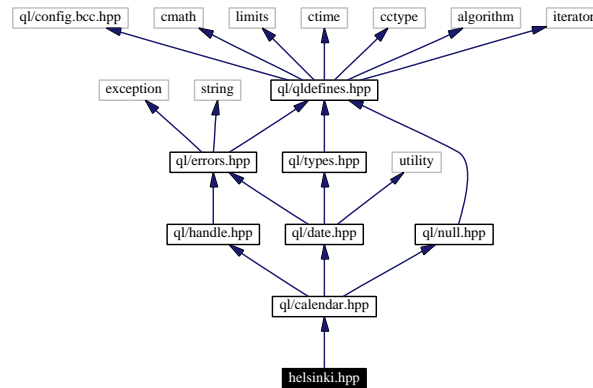 ql/config.bcc.hpp
cmath
limits
ctime
cctype
algorithm
iterator
exception
string
ql/qldefines.hpp
ql/errors.hpp
ql/types.hpp
utility
ql/handle.hpp
ql/date.hpp
ql/null.hpp
ql/calendar.hpp
helsinki.hpp